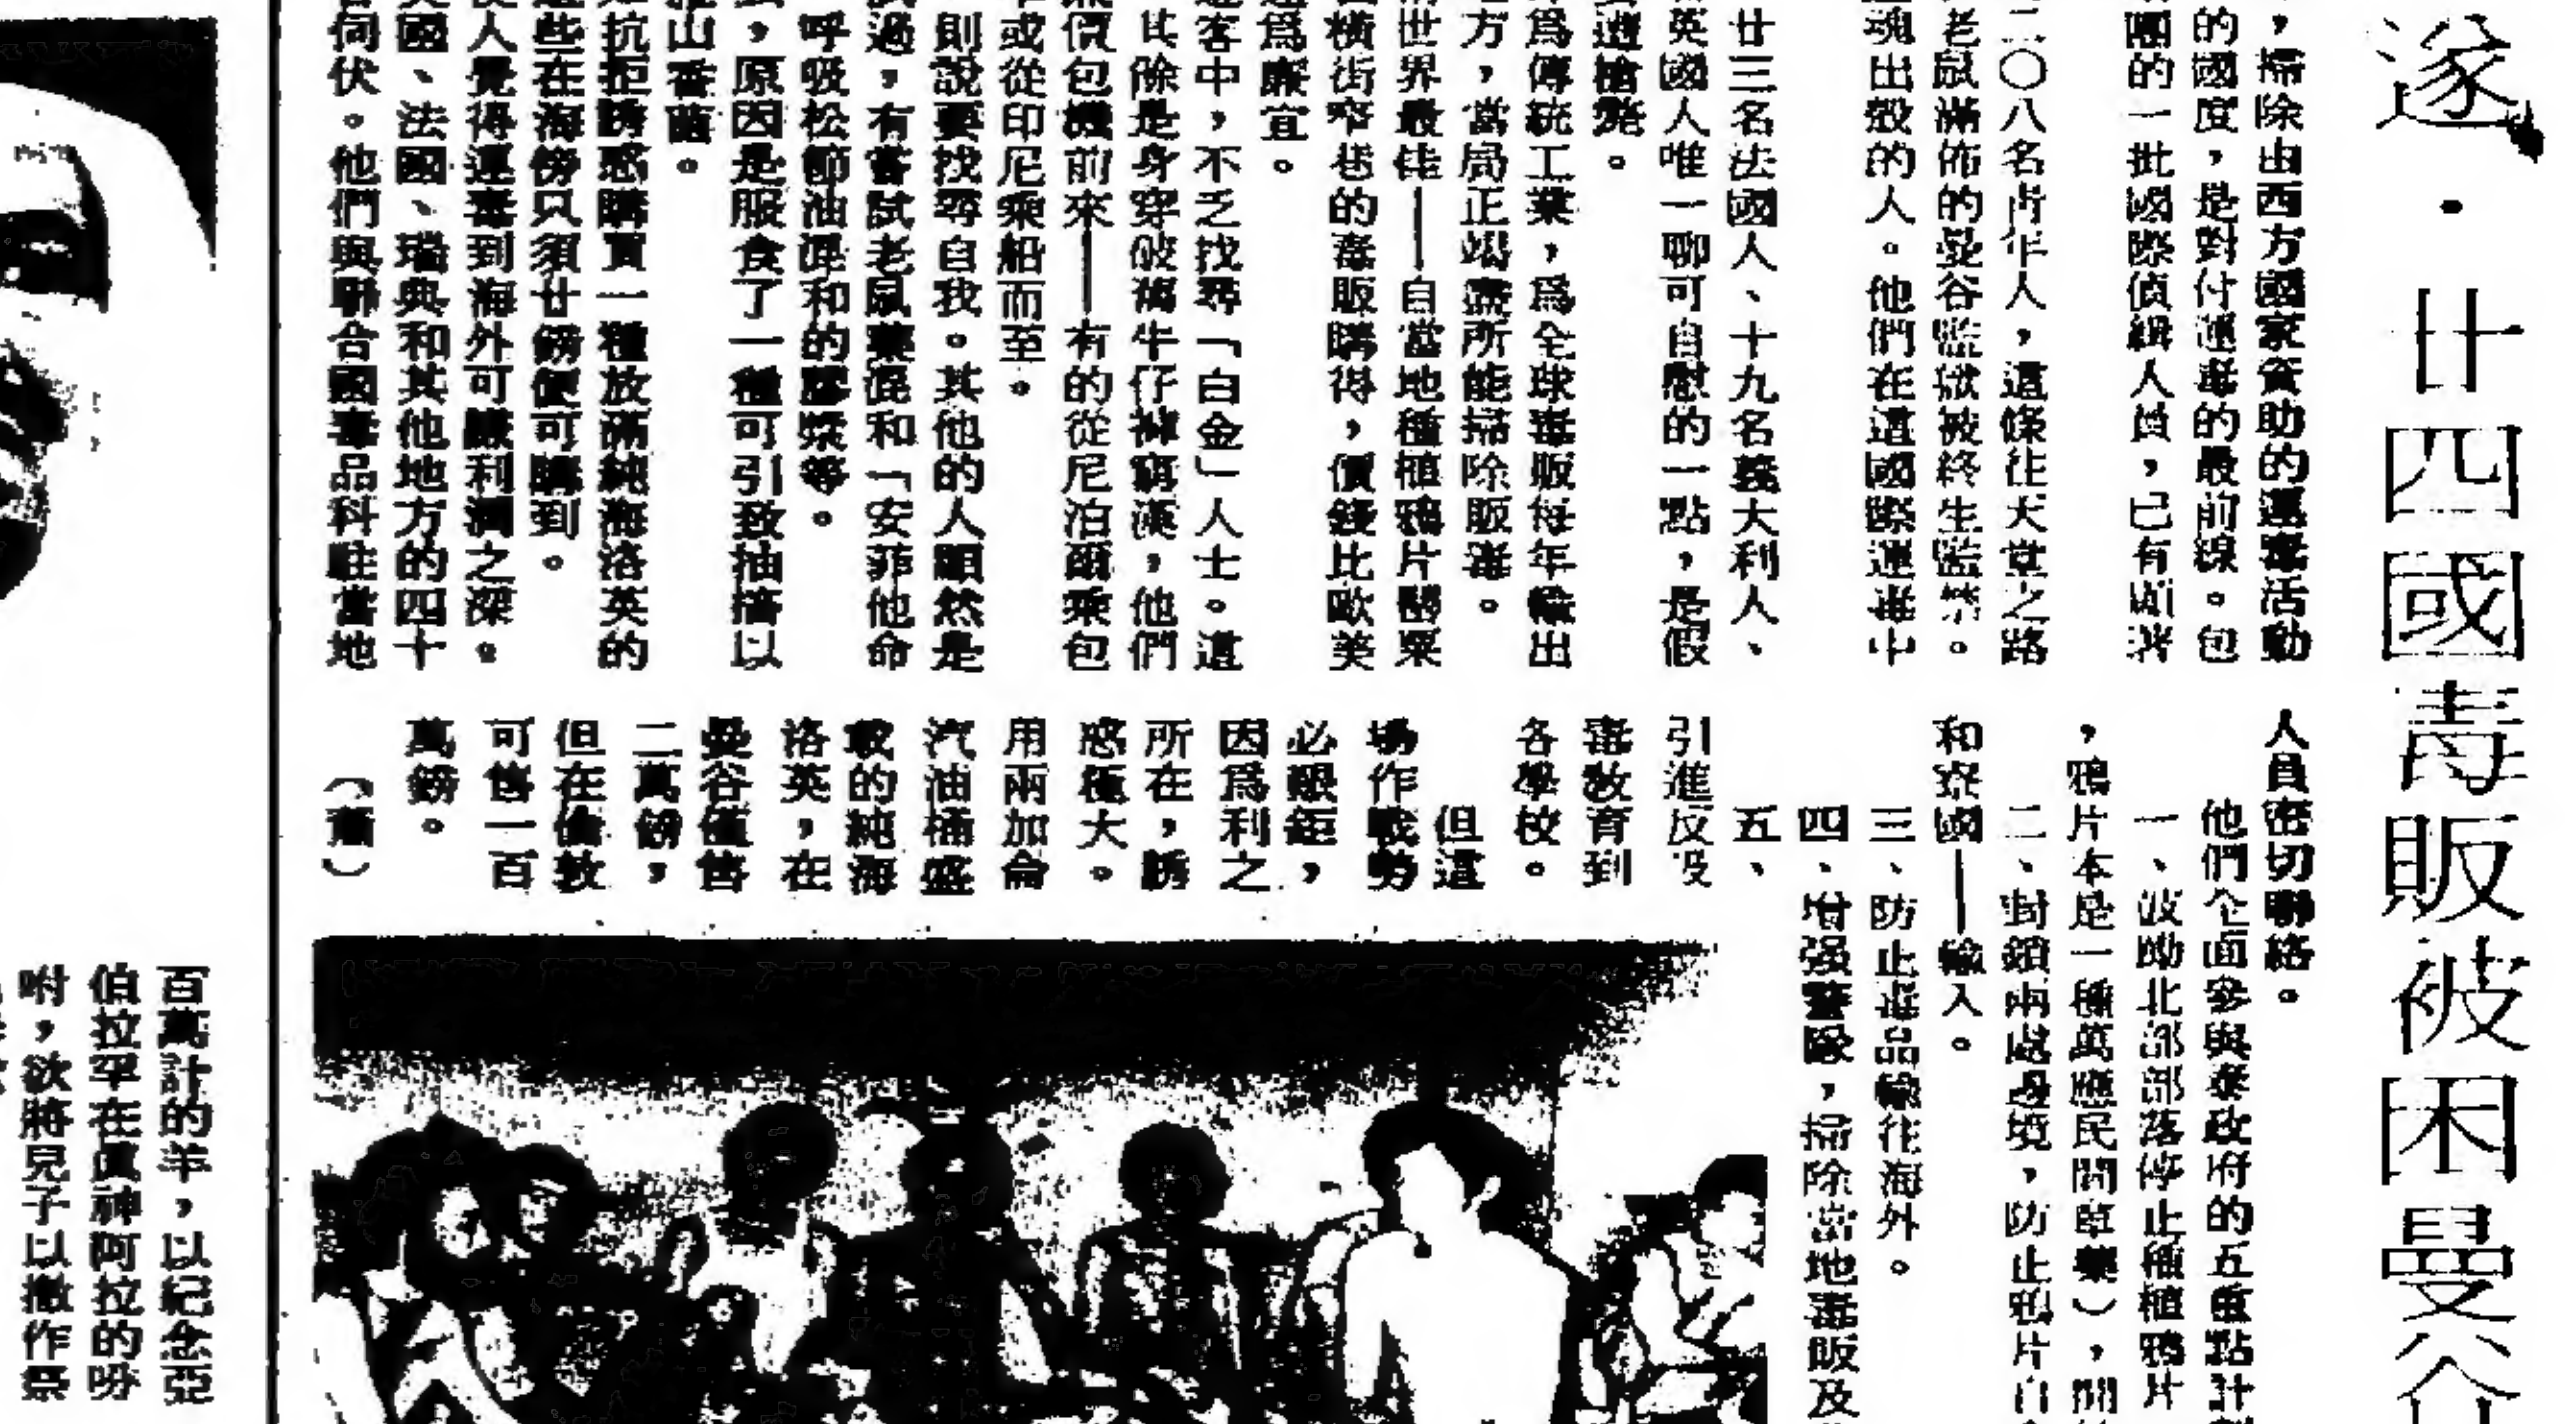 遂・廿四國毒販被困曼谷
，掃除由西方國家資助的運毒活動
的國度，是對付運毒的最前線。包
團的一批國際偵緝人員，已有頭緒
二〇八名青年人，這條往天堂之路
老鼠滿佈的曼谷監獄被終生監禁。
魂出殼的人。他們在這國際運毒中
廿三名法國人、十九名義大利人、
英國人唯一聊可自慰的一點，是假
遭槍斃。
爲傳統工業，爲全球毒販每年輸出
方，當局正竭盡所能掃除販毒。
世界最佳——自當地種植鴉片罌粟
橫街窄巷的毒販購得，價錢比歐美
爲廉宜。
客中，不乏找尋「白金」人士。這
其除是身穿破襤牛仔褲窮漢，他們
價包機前來——有的從尼泊爾乘包
或從印尼乘船而至。
則說要找尋自我。其他的人顯然是
過，有嘗試老鼠藥混和「安菲他命
呼吸松節油混和的膠漿等。
，原因是服食了一種可引致抽搐以
山香菌。
抗拒誘惑購買一種放滿純海洛英的
些在海傍只須廿鎊便可購到。
人覺得運毒到海外可賺利潤之深。
國、法國、瑞典和其他地方的四十
伺伏。他們與聯合國毒品科駐當地
人員密切聯絡。
他們全面參與泰政府的五重點計劃
一、波勵北部部落停止種植鴉片
，鴉片本是一種萬應民間草藥），開
二、封鎖兩處邊境，防止鴉片自
和寮國——輸入。
三、防止毒品輸往海外。
四、增强警隊，掃除當地毒販及
五、
引進反毒
毒教育到
各學校。
但這
場作戰勢
必艱鉅，
因爲利之
所在，誘
惑極大。
用兩加侖
汽油桶盛
載的純海
洛英，在
曼谷僅售
二萬鎊，
但在倫敦
可售一百
萬鎊。
（蕭）
百萬計的羊，以紀念亞
伯拉罕在眞神阿拉的吩
咐，欲將兒子以撒作祭